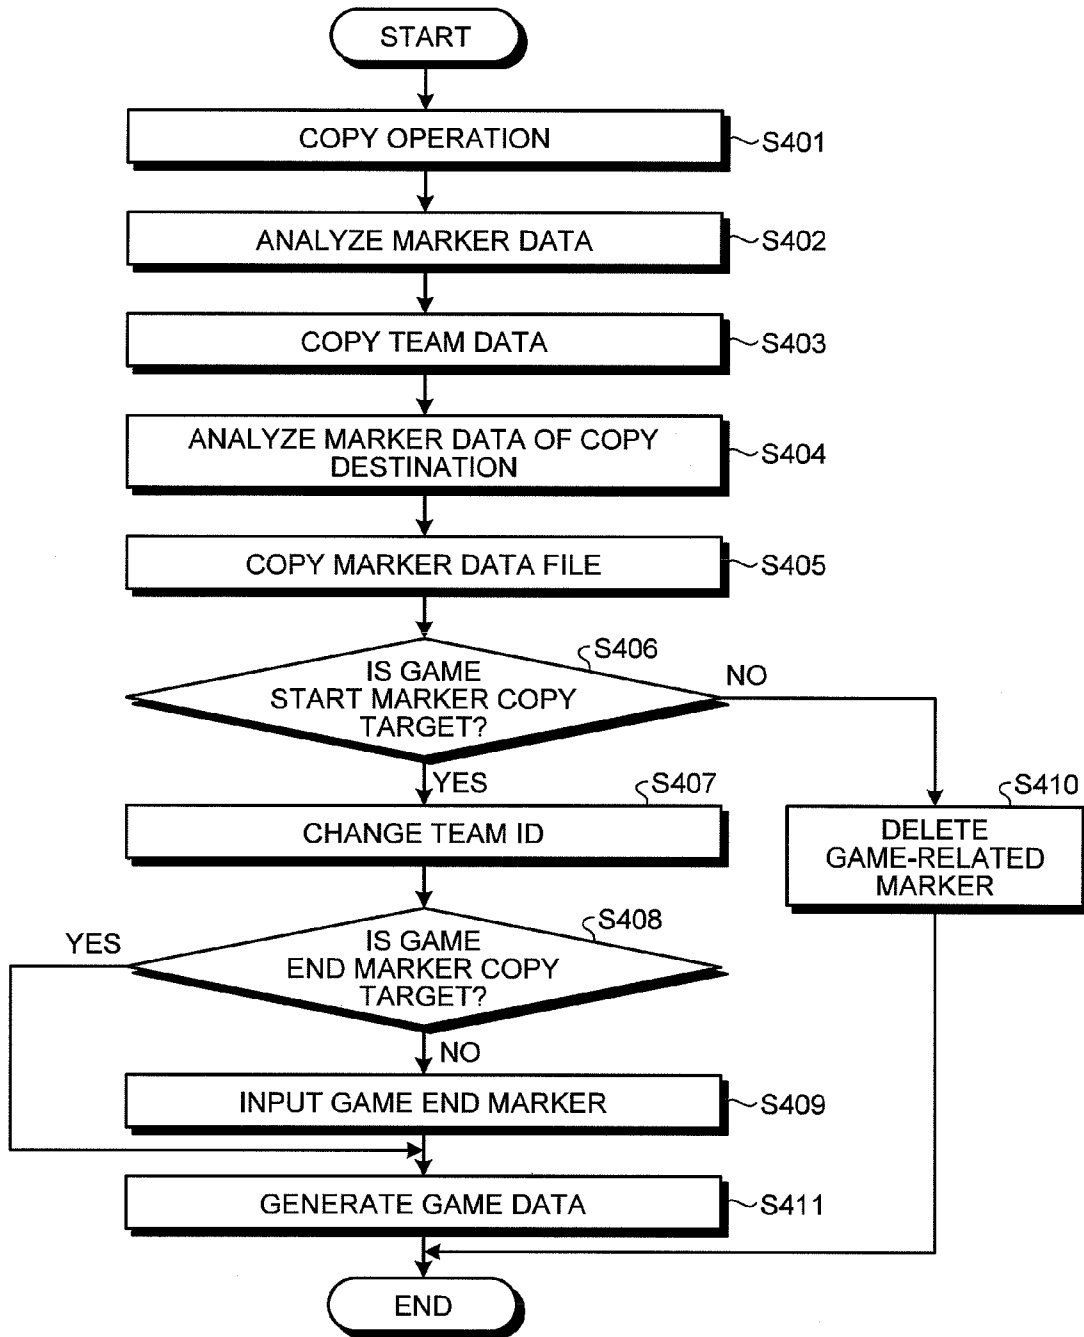 START
COPY OPERATION
S401
ANALYZE MARKER DATA
S402
COPY TEAM DATA
S403
ANALYZE MARKER DATA OF COPY
DESTINATION
S404
COPY MARKER DATA FILE
S405
S406
IS GAME
START MARKER COPY
TARGET?
NO
YES
S407
CHANGE TEAM ID
S410
DELETE
GAME-RELATED
MARKER
S408
YES
IS GAME
END MARKER COPY
TARGET?
NO
INPUT GAME END MARKER
S409
GENERATE GAME DATA
S411
END